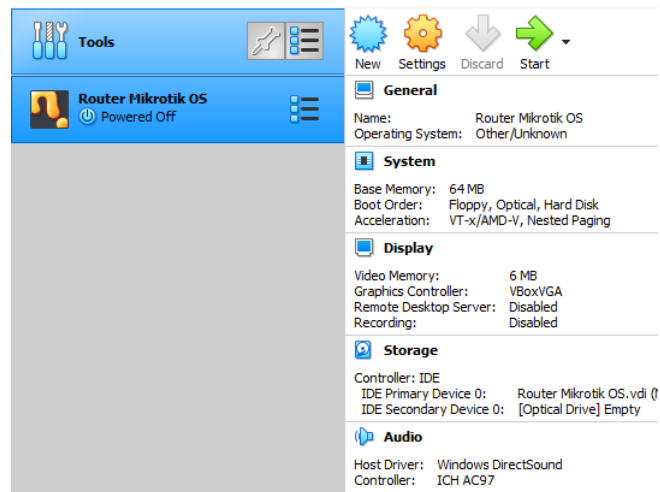 Tools
Router Mikrotik OS
Powered Off
New Settings Discard Start
General
Name: Router Mikrotik OS
Operating System: Other/Unknown
System
Base Memory: 64 MB
Boot Order: Floppy, Optical, Hard Disk
Acceleration: VT-x/AMD-V, Nested Paging
Display
Video Memory: 6 MB
Graphics Controller: VBoxVGA
Remote Desktop Server: Disabled
Recording: Disabled
Storage
Controller: IDE
IDE Primary Device 0: Router Mikrotik OS.vdi (
IDE Secondary Device 0: [Optical Drive] Empty
Audio
Host Driver: Windows DirectSound
Controller: ICH AC97